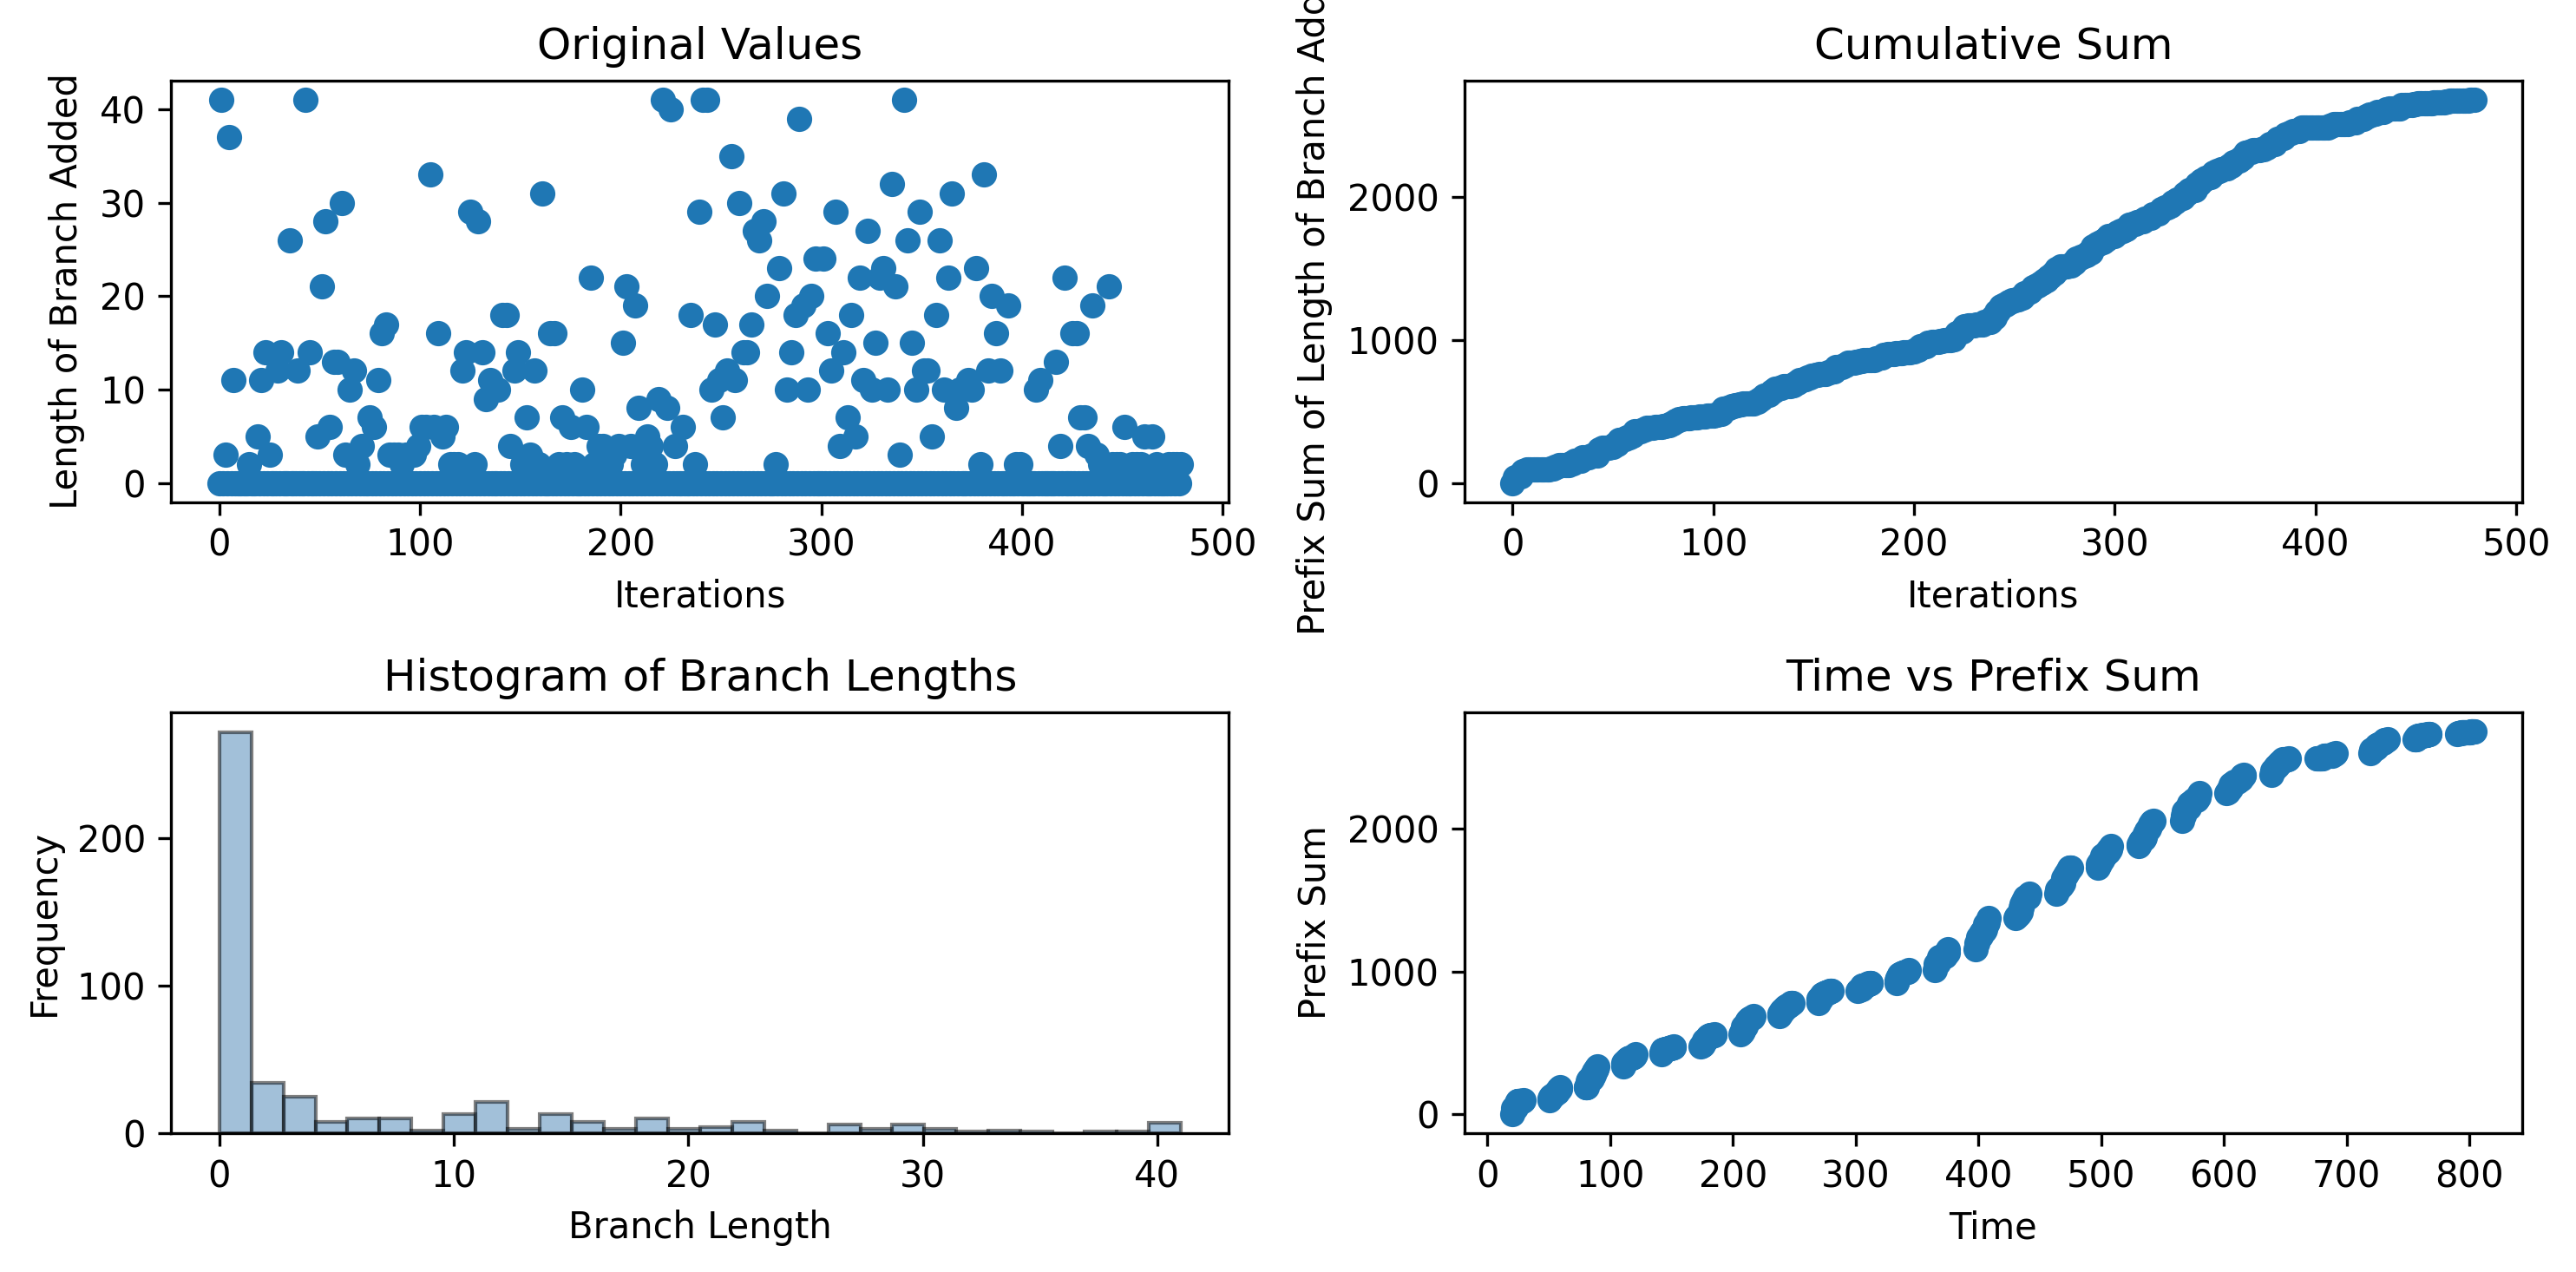 Original Values
Length of Branch Added
40
30
20
10
0
0 100 200 300 400 500
Iterations
Cumulative Sum
Prefix Sum of Length of Branch
2000
1000
0
0 100 200 300 400 500
Iterations
Histogram of Branch Lengths
Frequency
200
100
0
0 10 20 30 40
Branch Length
Time vs Prefix Sum
Prefix Sum
2000
1000
0
0 100 200 300 400 500 600 700 800
Time